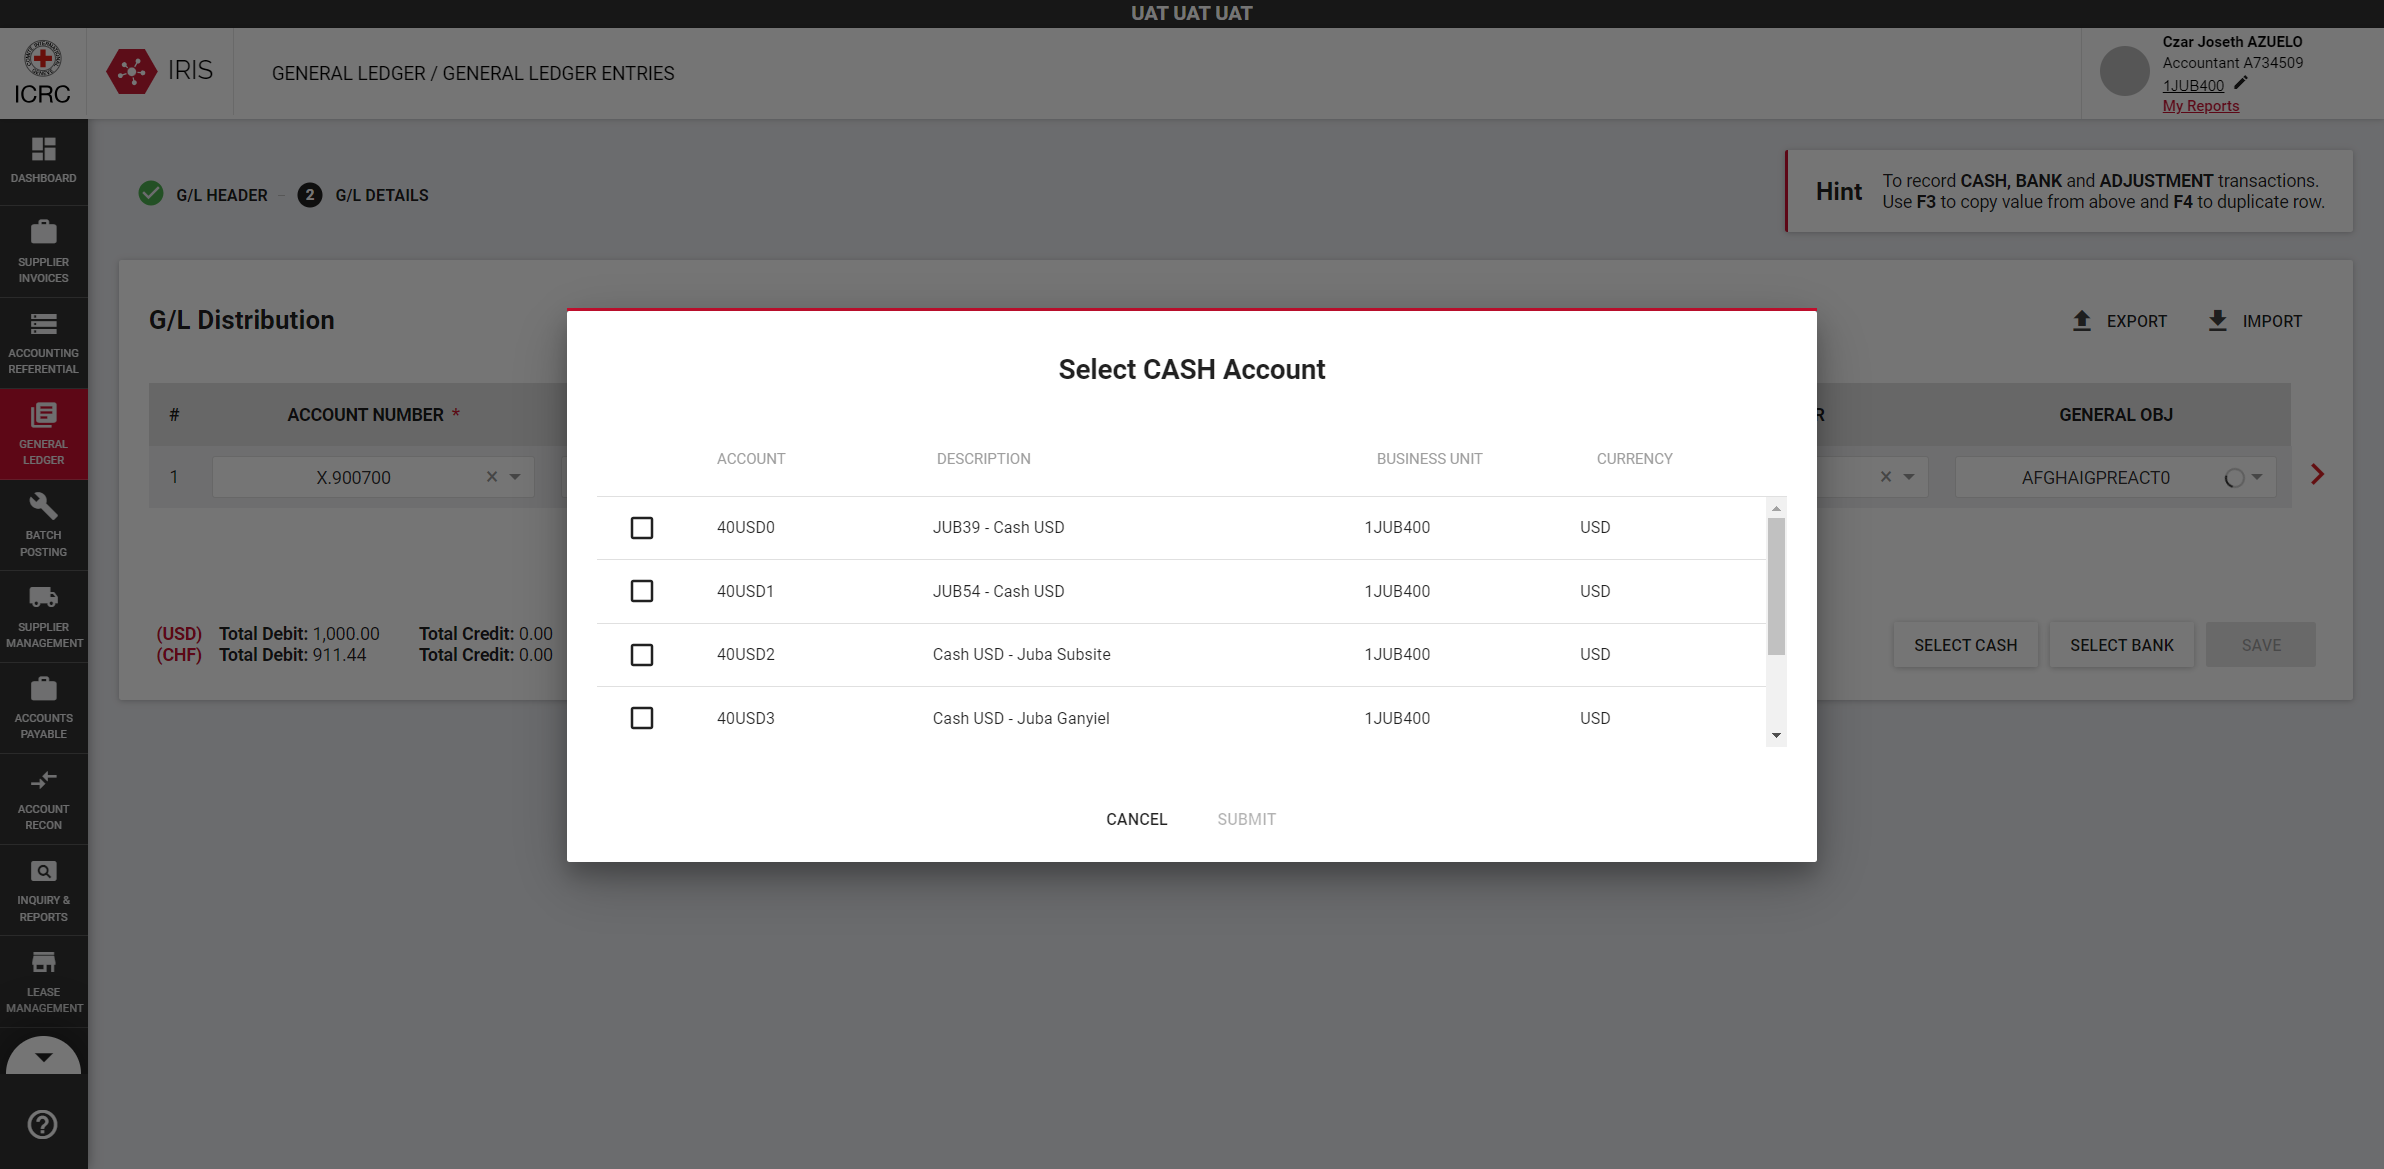 UAT UAT UAT
ICRC
IRIS
GENERAL LEDGER / GENERAL LEDGER ENTRIES
Czar Joseth AZUELO
Accountant A734509
1JUB400
My Reports
DASHBOARD
SUPPLIER
INVOICES
ACCOUNTING
REFERENTIAL
GENERAL
LEDGER
BATCH
POSTING
SUPPLIER
MANAGEMENT
ACCOUNTS
PAYABLE
ACCOUNT
RECON
INQUIRY &
REPORTS
LEASE
MANAGEMENT
G/L HEADER
2 G/L DETAILS
Hint
To record CASH, BANK and ADJUSTMENT transactions.
Use F3 to copy value from above and F4 to duplicate row.
G/L Distribution
EXPORT IMPORT
# ACCOUNT NUMBER * R GENERAL OBJ
1 X.900700 AFGHAIGPREACT0
(USD) Total Debit: 1,000.00 Total Credit: 0.00
(CHF) Total Debit: 911.44 Total Credit: 0.00
SELECT CASH SELECT BANK SAVE
Select CASH Account
ACCOUNT DESCRIPTION BUSINESS UNIT CURRENCY
40USD0 JUB39 - Cash USD 1JUB400 USD
40USD1 JUB54 - Cash USD 1JUB400 USD
40USD2 Cash USD - Juba Subsite 1JUB400 USD
40USD3 Cash USD - Juba Ganyiel 1JUB400 USD
CANCEL SUBMIT